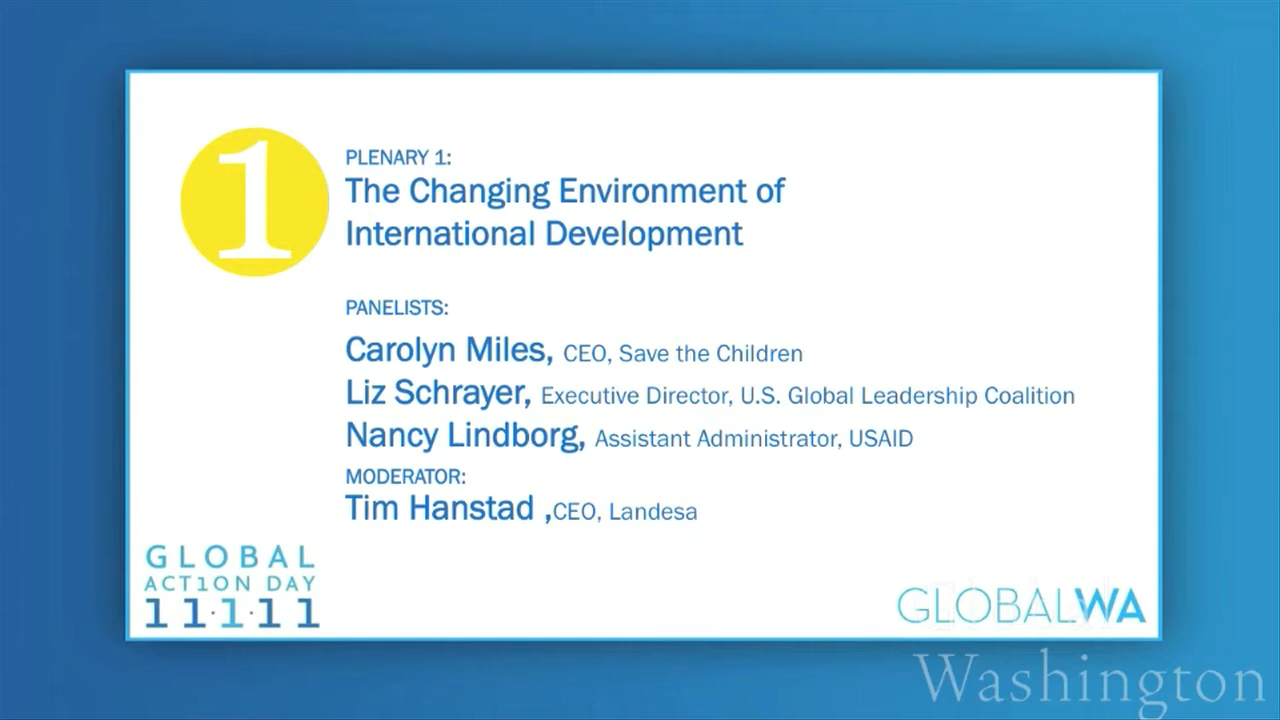 1
PLENARY 1:
The Changing Environment of
International Development
PANELISTS:
Carolyn Miles, CEO, Save the Children
Liz Schrayer, Executive Director, U.S. Global Leadership Coalition
Nancy Lindborg, Assistant Administrator, USAID
MODERATOR:
Tim Hanstad ,CEO, Landesa
GLOBAL
ACT1ON DAY
11·1·11
GLOBALWA
Washington